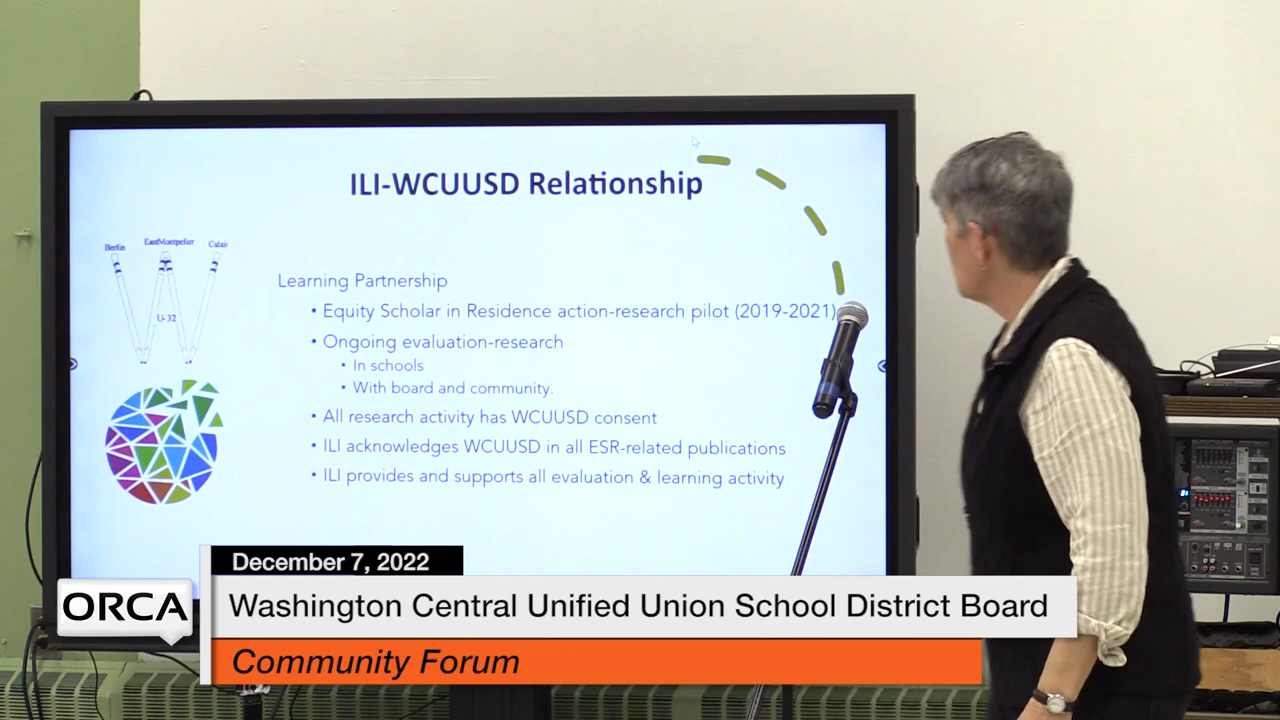 ILI-WCUUSD Relationship
Berlin
EastMontpelier
Calais
U-32
Learning Partnership
• Equity Scholar in Residence action-research pilot (2019-2021)
• Ongoing evaluation-research
• In schools
• With board and community.
• All research activity has WCUUSD consent
• ILI acknowledges WCUUSD in all ESR-related publications
• ILI provides and supports all evaluation & learning activity
December 7, 2022
ORCA
Washington Central Unified Union School District Board
Community Forum